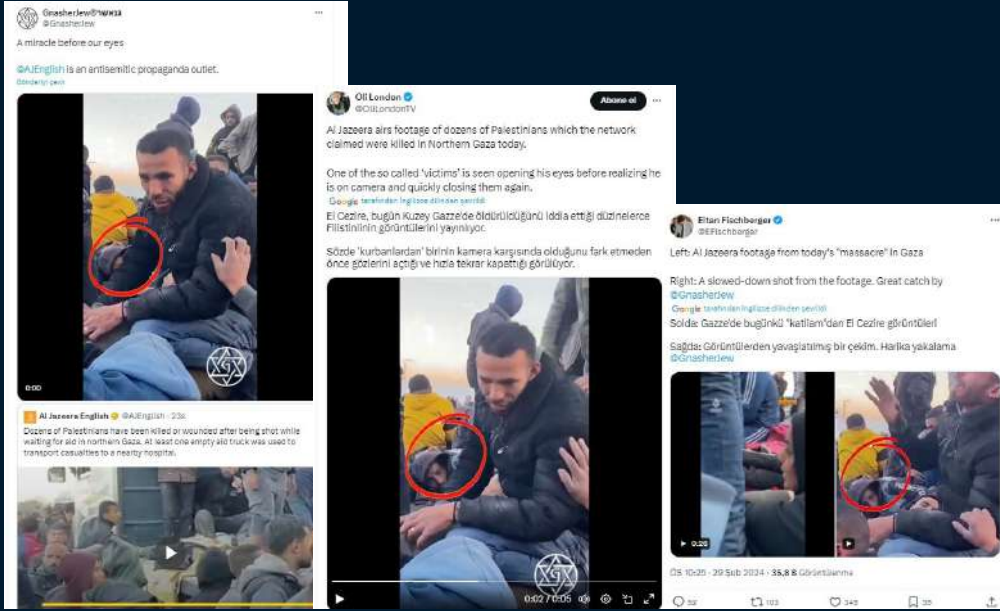 GnasherJew®גנאשר
@GnasherJew
A miracle before our eyes
@AJEnglish is an antisemitic propaganda outlet.
Gönderiyi çevir
0:00
Al Jazeera English @AJEnglish · 23s
Dozens of Palestinians have been killed or wounded after being shot while
waiting for aid in northern Gaza. At least one empty aid truck was used to
transport casualties to a nearby hospital.
Oli London
@OliLondonTV
Abone ol
Al Jazeera airs footage of dozens of Palestinians which the network
claimed were killed in Northern Gaza today.
One of the so called 'victims' is seen opening his eyes before realizing he
is on camera and quickly closing them again.
Google tarafından İngilizce dilinden çevrildi
El Cezire, bugün Kuzey Gazze'de öldürüldüğünü iddia ettiği düzinelerce
Filistinlinin görüntülerini yayınlıyor.
Sözde 'kurbanlardan' birinin kamera karşısında olduğunu fark etmeden
önce gözlerini açtığı ve hızla tekrar kapattığı görülüyor.
0:02 / 0:05
Eitan Fischberger
@EFischberger
Left: Al Jazeera footage from today's "massacre" in Gaza
Right: A slowed-down shot from the footage. Great catch by
@GnasherJew
Google tarafından İngilizce dilinden çevrildi
Solda: Gazze'de bugünkü "katliam"dan El Cezire görüntüleri
Sağda: Görüntülerden yavaşlatılmış bir çekim. Harika yakalama
@GnasherJew
0:26
ÖS 10:25 · 29 Şub 2024 · 35,8 B Görüntülenme
103